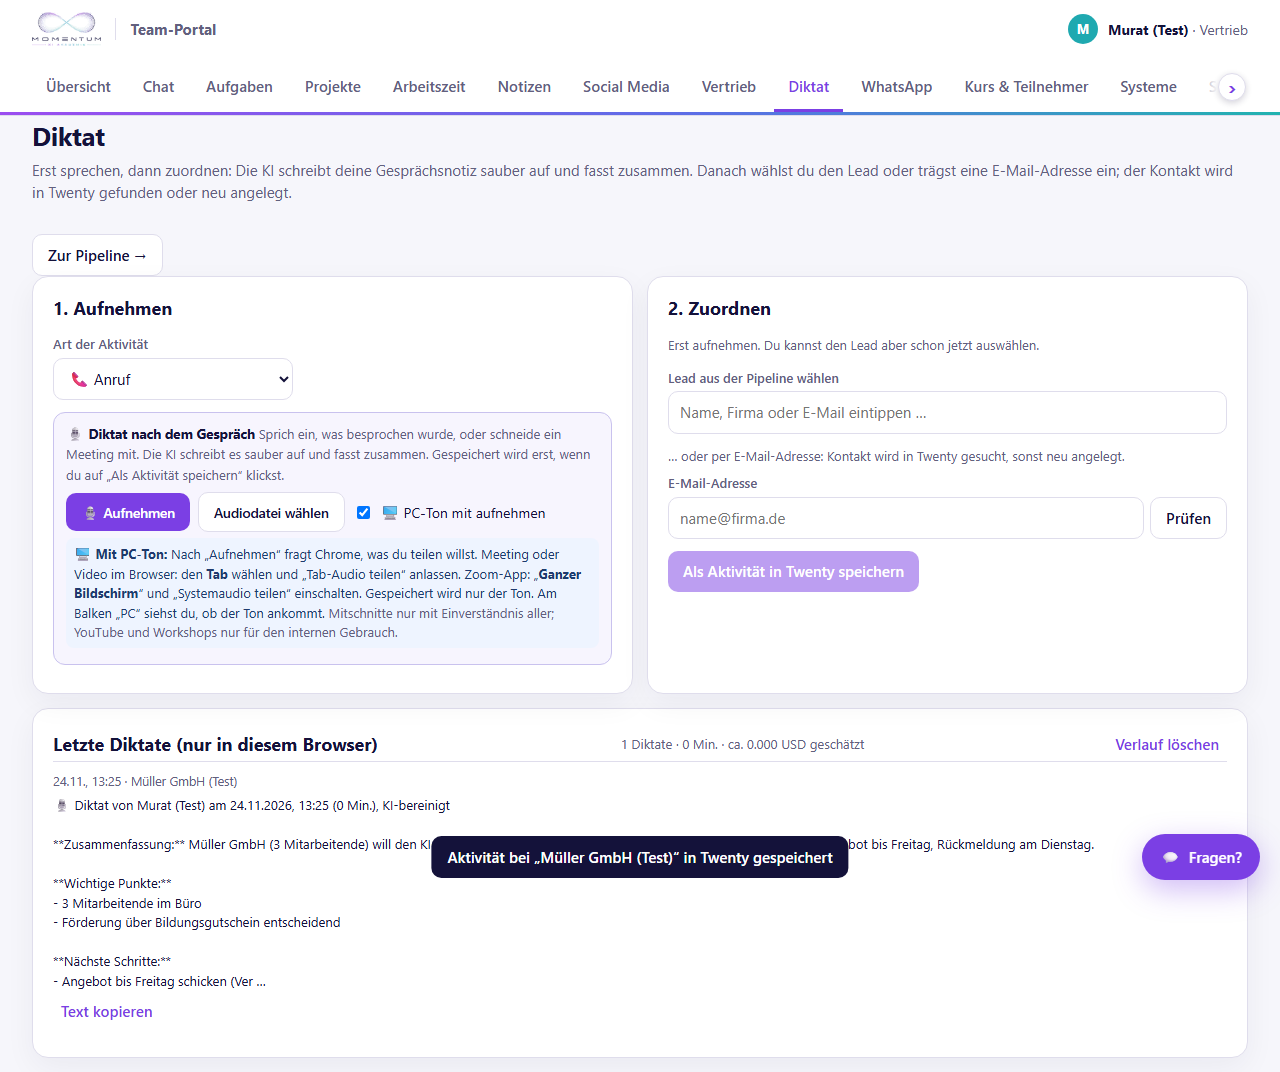 MOMENTUM
Team-Portal
M
Murat (Test) · Vertrieb
Übersicht
Chat
Aufgaben
Projekte
Arbeitszeit
Notizen
Social Media
Vertrieb
Diktat
WhatsApp
Kurs & Teilnehmer
Systeme
›
Diktat
Erst sprechen, dann zuordnen: Die KI schreibt deine Gesprächsnotiz sauber auf und fasst zusammen. Danach wählst du den Lead oder trägst eine E-Mail-Adresse ein; der Kontakt wird
in Twenty gefunden oder neu angelegt.
Zur Pipeline →
1. Aufnehmen
Art der Aktivität
Anruf
Diktat nach dem Gespräch Sprich ein, was besprochen wurde, oder schneide ein
Meeting mit. Die KI schreibt es sauber auf und fasst zusammen. Gespeichert wird erst, wenn
du auf „Als Aktivität speichern“ klickst.
Aufnehmen
Audiodatei wählen
PC-Ton mit aufnehmen
Mit PC-Ton: Nach „Aufnehmen“ fragt Chrome, was du teilen willst. Meeting oder
Video im Browser: den Tab wählen und „Tab-Audio teilen“ anlassen. Zoom-App: „Ganzer
Bildschirm“ und „Systemaudio teilen“ einschalten. Gespeichert wird nur der Ton. Am
Balken „PC“ siehst du, ob der Ton ankommt. Mitschnitte nur mit Einverständnis aller;
YouTube und Workshops nur für den internen Gebrauch.
2. Zuordnen
Erst aufnehmen. Du kannst den Lead aber schon jetzt auswählen.
Lead aus der Pipeline wählen
Name, Firma oder E-Mail eintippen ...
... oder per E-Mail-Adresse: Kontakt wird in Twenty gesucht, sonst neu angelegt.
E-Mail-Adresse
name@firma.de
Prüfen
Als Aktivität in Twenty speichern
Letzte Diktate (nur in diesem Browser)
1 Diktate · 0 Min. · ca. 0.000 USD geschätzt
Verlauf löschen
24.11., 13:25 · Müller GmbH (Test)
Diktat von Murat (Test) am 24.11.2026, 13:25 (0 Min.), KI-bereinigt
**Zusammenfassung:** Müller GmbH (3 Mitarbeitende) will den KI
bot bis Freitag, Rückmeldung am Dienstag.
Aktivität bei „Müller GmbH (Test)“ in Twenty gespeichert
Fragen?
**Wichtige Punkte:**
- 3 Mitarbeitende im Büro
- Förderung über Bildungsgutschein entscheidend
**Nächste Schritte:**
- Angebot bis Freitag schicken (Ver ...
Text kopieren